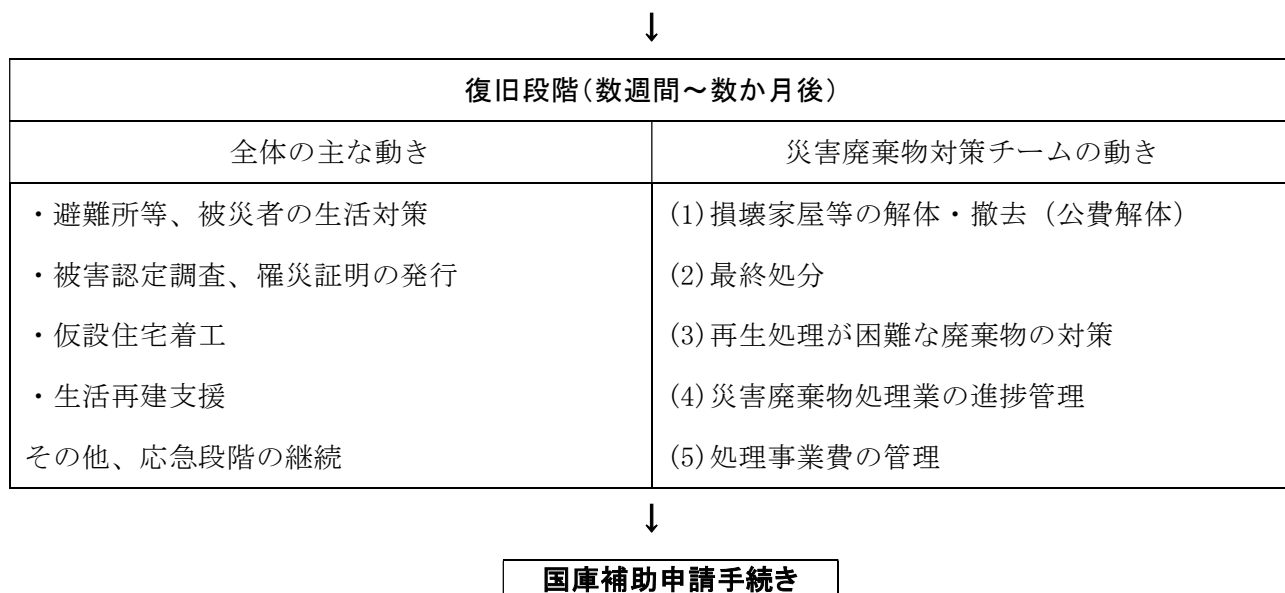 ↓
復旧段階(数週間～数か月後)
全体の主な動き
災害廃棄物対策チームの動き
・避難所等、被災者の生活対策
・被害認定調査、罹災証明の発行
・仮設住宅着工
・生活再建支援
その他、応急段階の継続
(1)損壊家屋等の解体・撤去（公費解体）
(2)最終処分
(3)再生処理が困難な廃棄物の対策
(4)災害廃棄物処理業の進捗管理
(5)処理事業費の管理
↓
国庫補助申請手続き